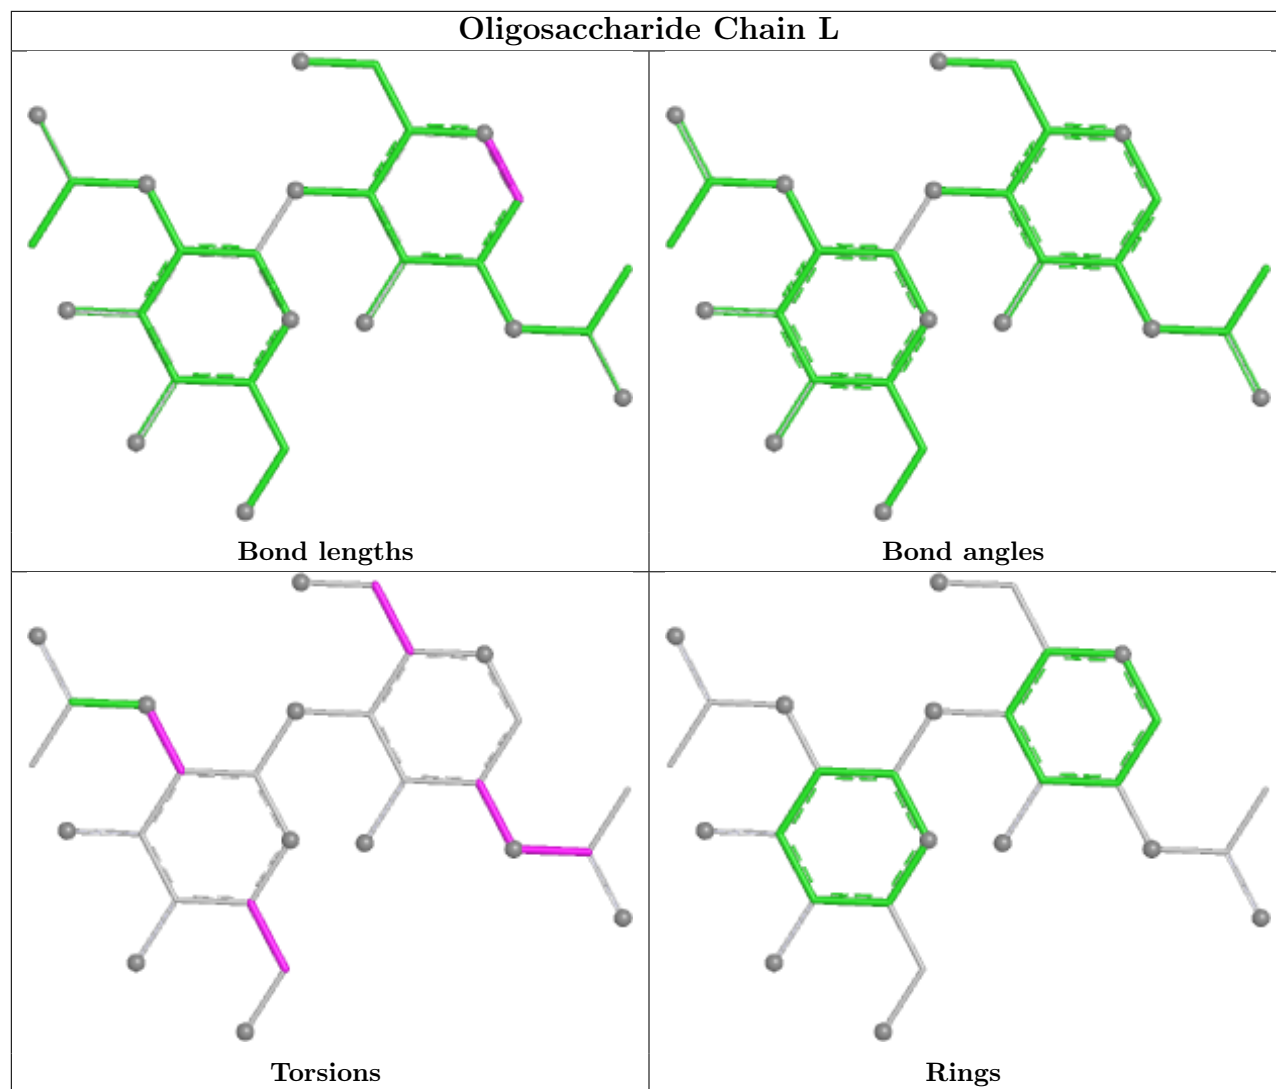 Oligosaccharide Chain L
Bond lengths
Bond angles
Torsions
Rings